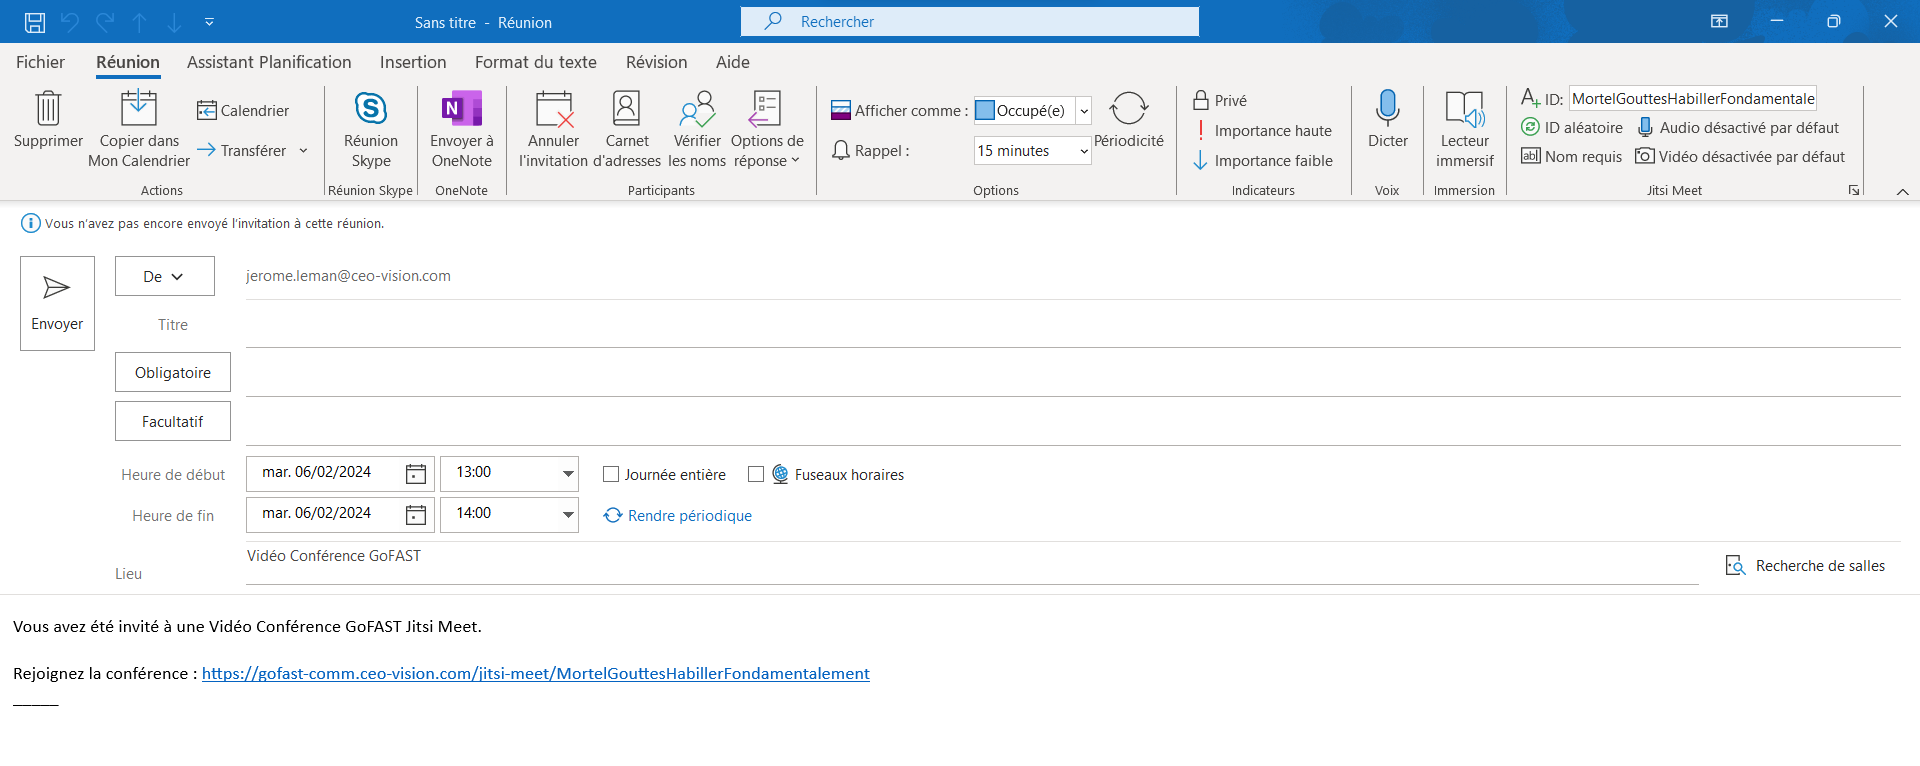 Sans titre - Réunion
Rechercher
Fichier Réunion Assistant Planification Insertion Format du texte Révision Aide
Supprimer
Copier dans
Mon Calendrier
Calendrier
Transférer
Actions
Réunion
Skype
Réunion Skype
Envoyer à
OneNote
OneNote
Annuler
l'invitation
Carnet
d'adresses
Vérifier
les noms
Options de
réponse
Participants
Afficher comme : Occupé(e)
Rappel : 15 minutes
Périodicité
Options
Privé
Importance haute
Importance faible
Indicateurs
Dicter
Voix
Lecteur
immersif
Immersion
ID: MortelGouttesHabillerFondamentale
ID aléatoire Audio désactivé par défaut
Nom requis Vidéo désactivée par défaut
Jitsi Meet
Vous n'avez pas encore envoyé l'invitation à cette réunion.
Envoyer
De jerome.leman@ceo-vision.com
Titre
Obligatoire
Facultatif
Heure de début mar. 06/02/2024 13:00 Journée entière Fuseaux horaires
Heure de fin mar. 06/02/2024 14:00 Rendre périodique
Lieu Vidéo Conférence GoFAST Recherche de salles
Vous avez été invité à une Vidéo Conférence GoFAST Jitsi Meet.
Rejoignez la conférence : https://gofast-comm.ceo-vision.com/jitsi-meet/MortelGouttesHabillerFondamentalement
_____